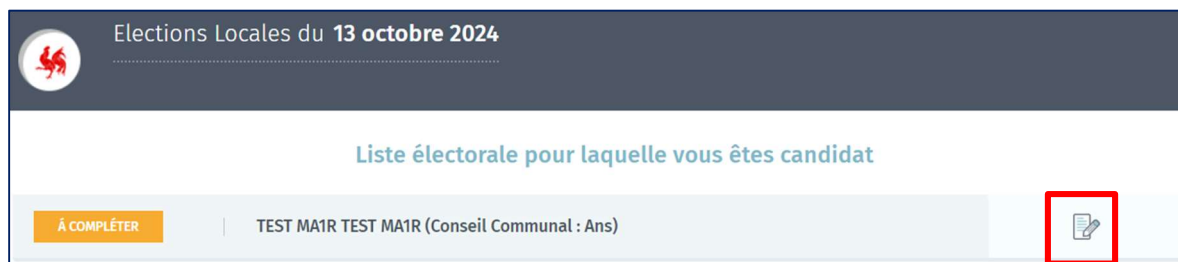 Elections Locales du 13 octobre 2024
Liste électorale pour laquelle vous êtes candidat
Á COMPLÉTER
TEST MA1R TEST MA1R (Conseil Communal : Ans)